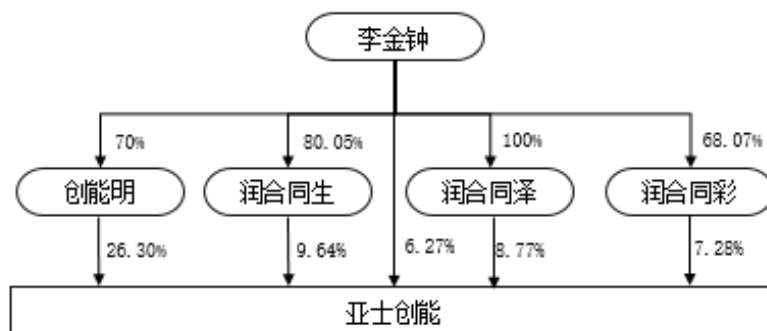 李金钟
70%
80.05%
100%
68.07%
创能明
润合同生
润合同泽
润合同彩
26.30%
9.64%
6.27%
8.77%
7.28%
亚士创能